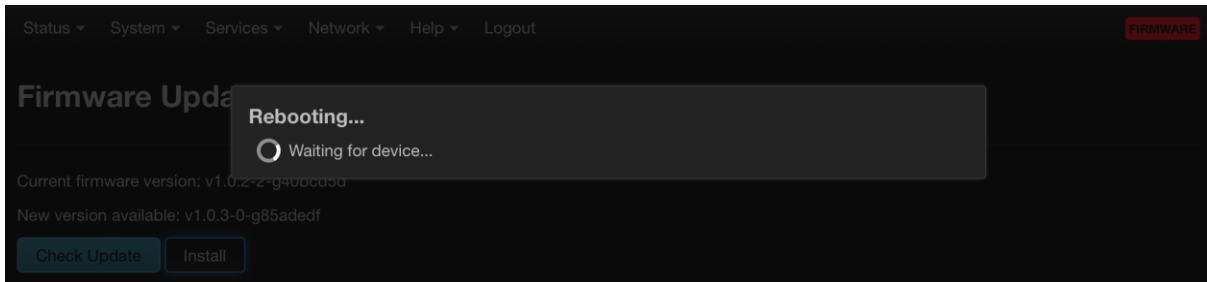 Status System Services Network Help Logout FIRMWARE
Firmware Upda
Rebooting...
Waiting for device...
Current firmware version: v1.0.2-2-g40bcd5d
New version available: v1.0.3-0-g85adedf
Check Update Install